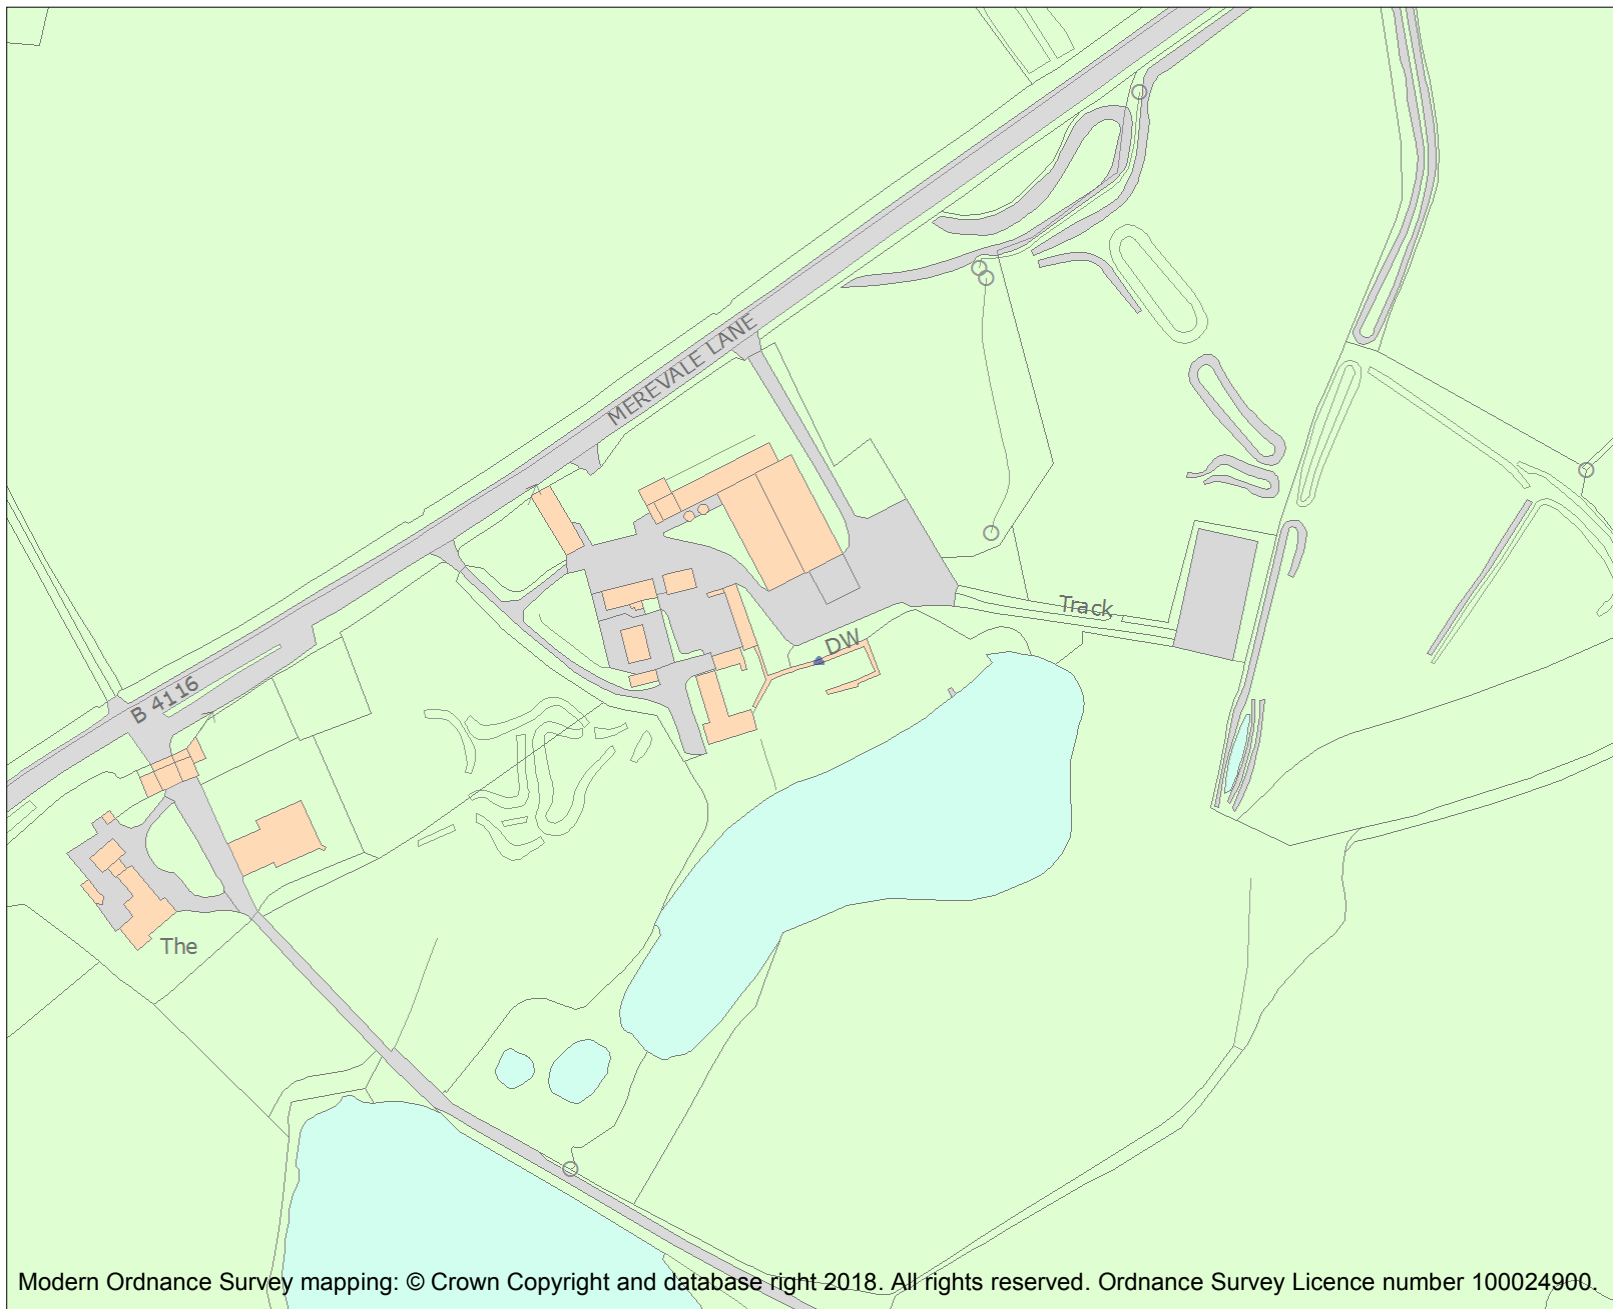 MEREVALE LANE
Track
DW
B 4116
The
Modern Ordnance Survey mapping: © Crown Copyright and database right 2018. All rights reserved. Ordnance Survey Licence number 100024900.